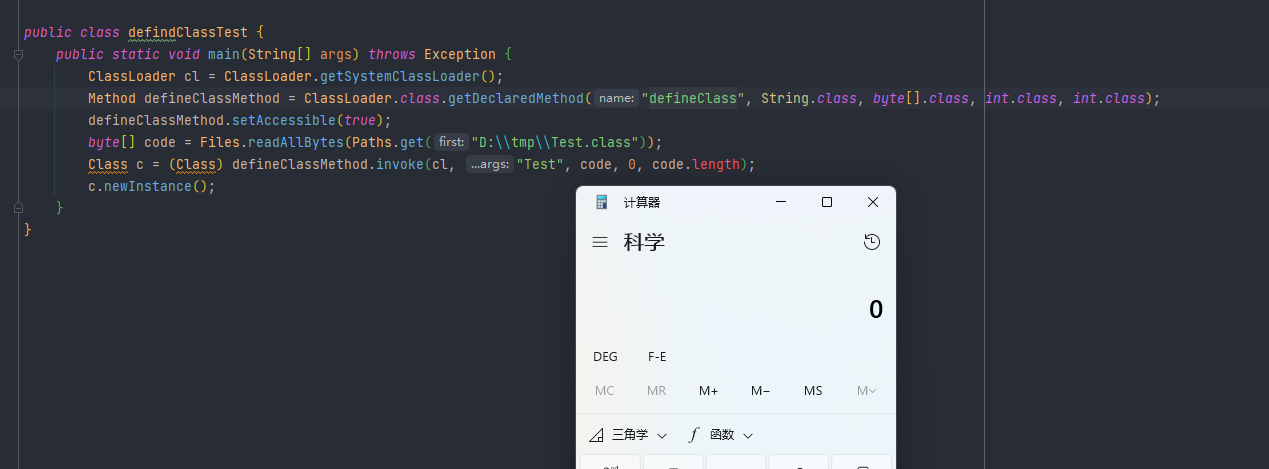 public class defindClassTest {
public static void main(String[] args) throws Exception {
ClassLoader cl = ClassLoader.getSystemClassLoader();
Method defineClassMethod = ClassLoader.class.getDeclaredMethod( name: "defineClass", String.class, byte[].class, int.class, int.class);
defineClassMethod.setAccessible(true);
byte[] code = Files.readAllBytes(Paths.get( first: "D:\\tmp\\Test.class"));
Class c = (Class) defineClassMethod.invoke(cl, ...args: "Test", code, 0, code.length);
c.newInstance();
}
}
计算器
科学
0
DEG F-E
MC MR M+ M− MS M
三角学 f 函数